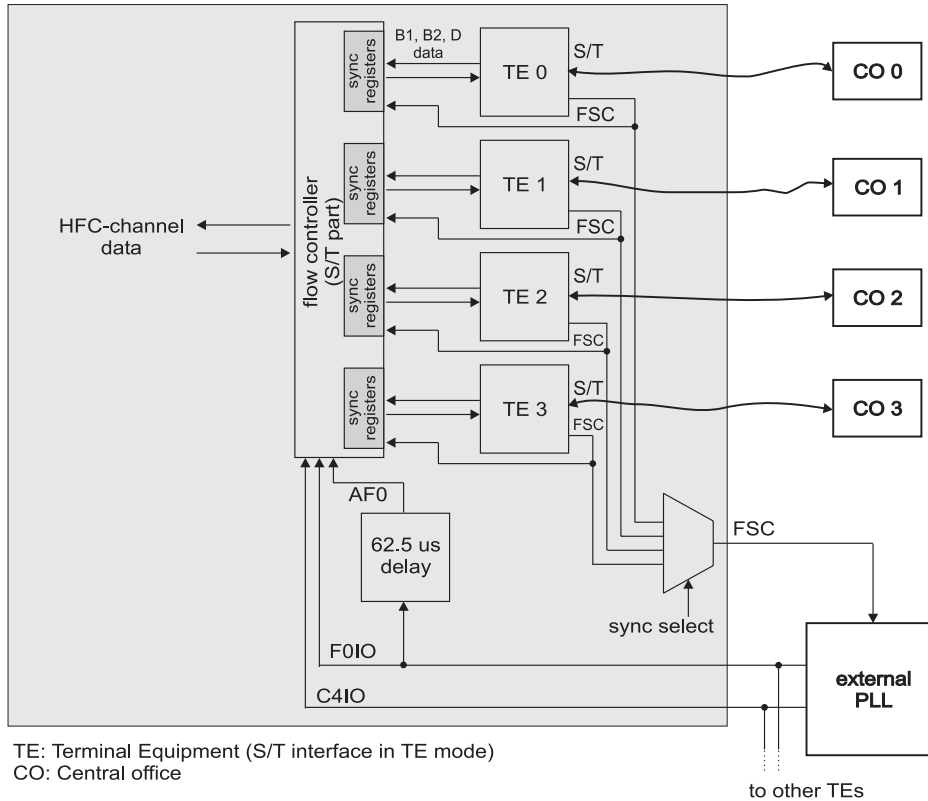 B1, B2, D
data
sync
registers
TE 0
S/T
CO 0
FSC
sync
registers
TE 1
S/T
CO 1
FSC
HFC-channel
data
flow controller
(S/T part)
sync
registers
TE 2
S/T
CO 2
FSC
sync
registers
TE 3
S/T
CO 3
FSC
AF0
62.5 us
delay
FSC
sync select
F0IO
C4IO
external
PLL
TE: Terminal Equipment (S/T interface in TE mode)
CO: Central office
to other TEs